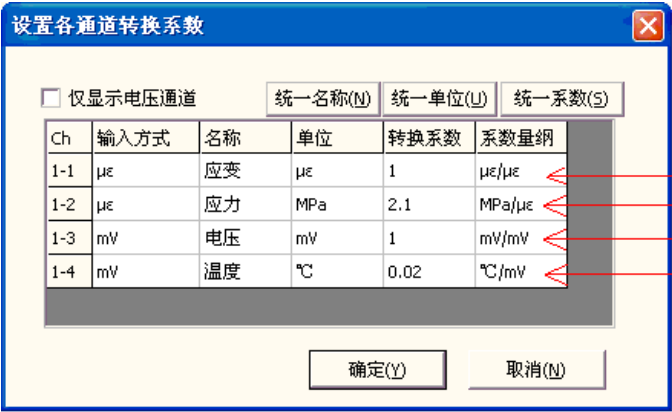 设置各通道转换系数
仅显示电压通道 统一名称(N) 统一单位(U) 统一系数(S)
Ch 输入方式 名称 单位 转换系数 系数量纲
1-1 με 应变 με 1 με/με
1-2 με 应力 MPa 2.1 MPa/με
1-3 mV 电压 mV 1 mV/mV
1-4 mV 温度 ℃ 0.02 ℃/mV
确定(Y) 取消(N)